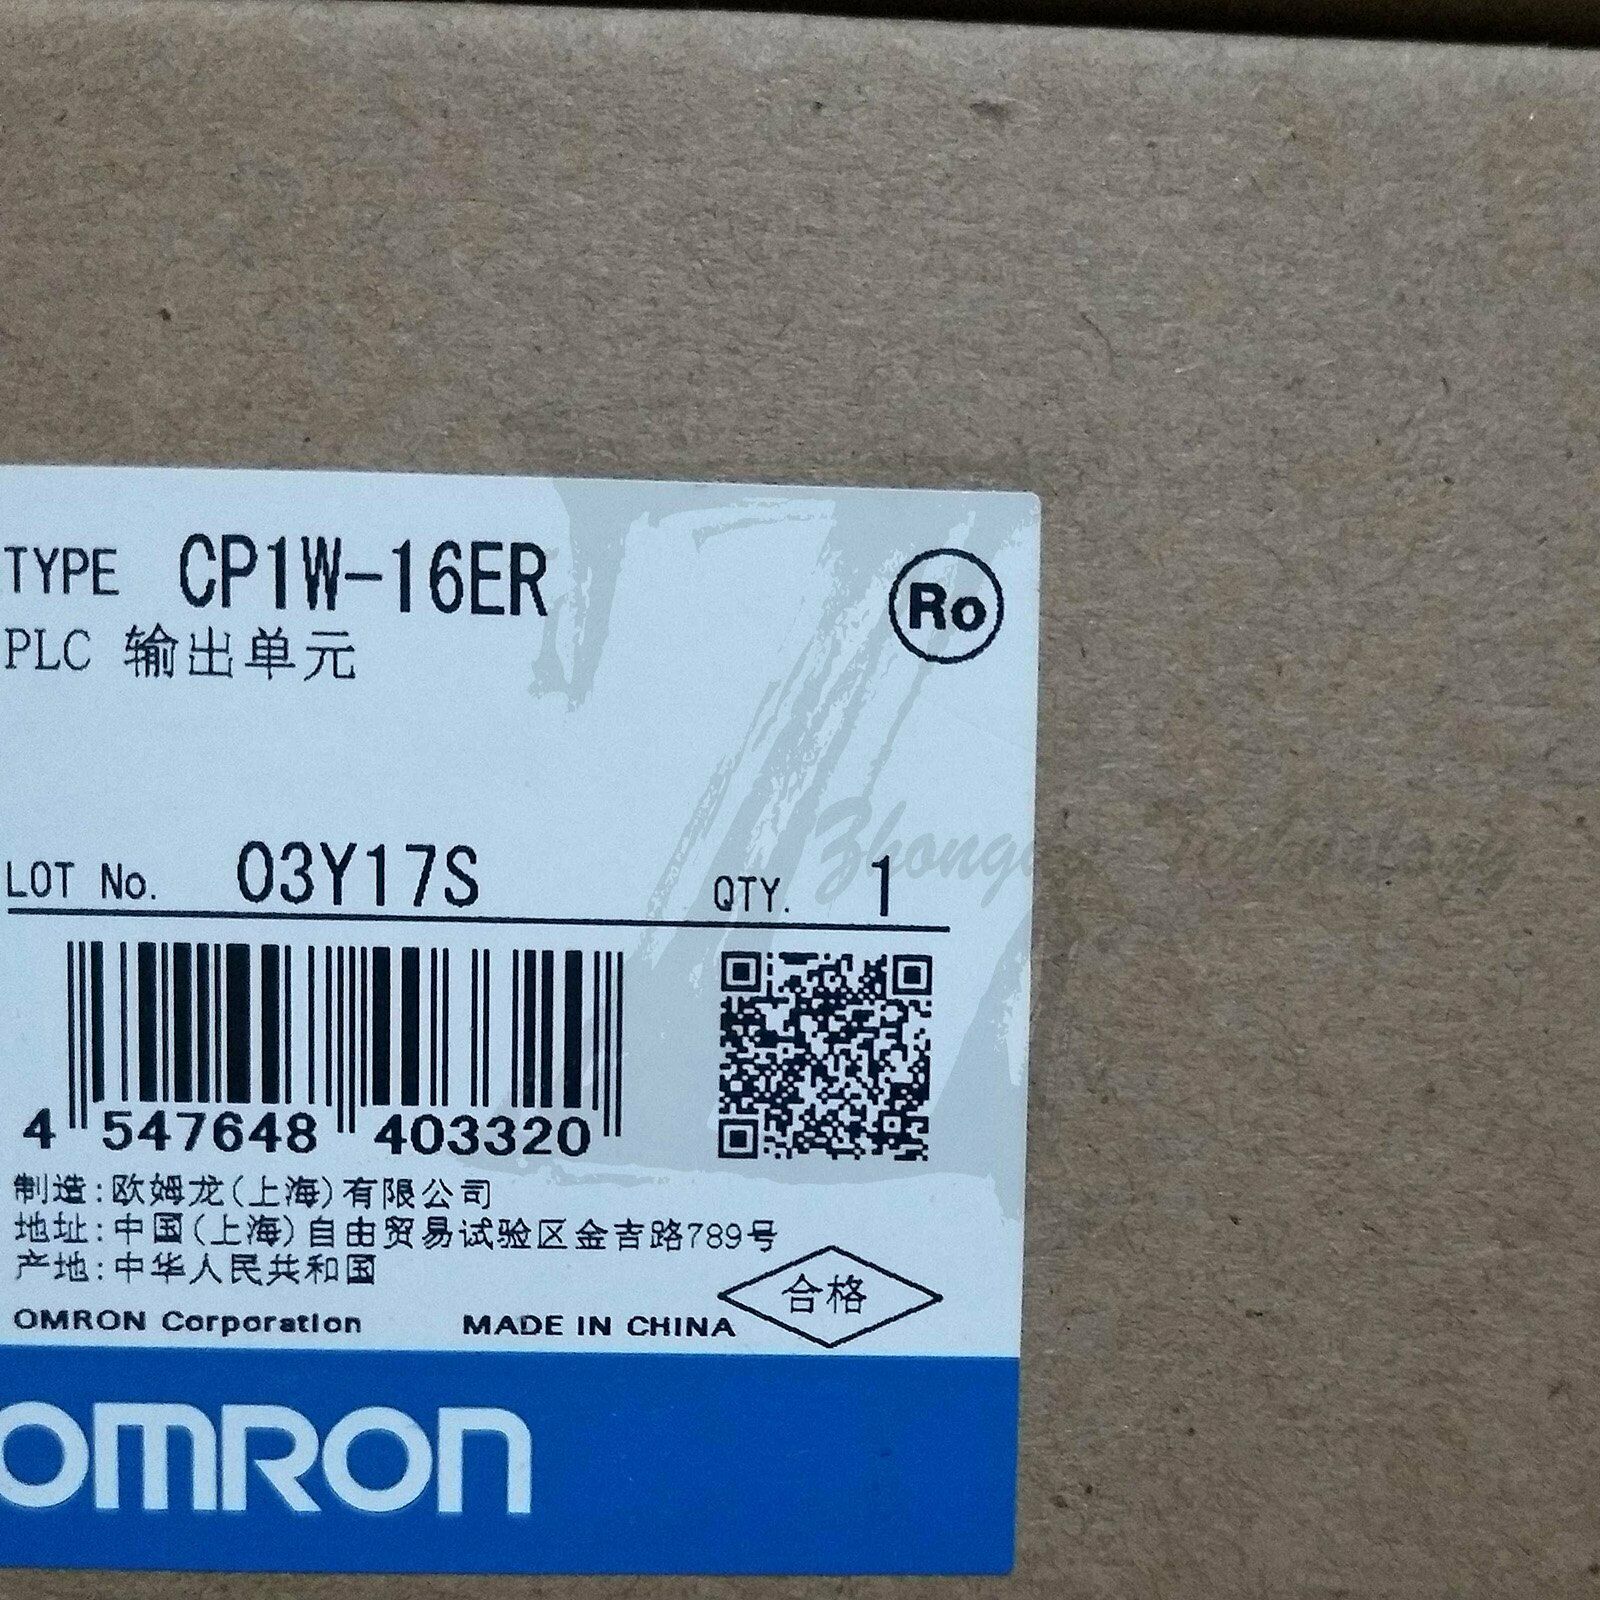 TYPE CP1W-16ER
Ro
PLC 输出单元
LOT No. 03Y17S QTY. 1
4 547648 403320
制造:欧姆龙(上海)有限公司
地址:中国(上海)自由贸易试验区金吉路789号
产地:中华人民共和国
合格
OMRON Corporation MADE IN CHINA
OMRON